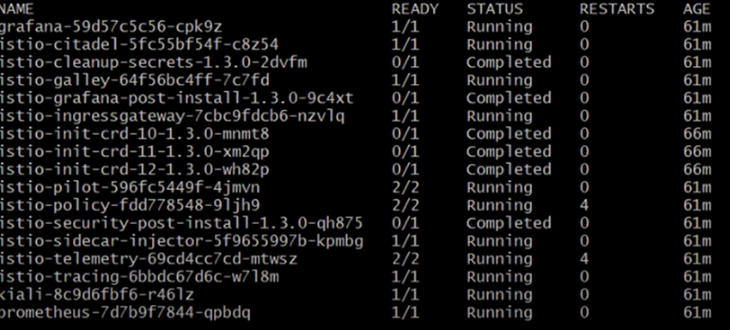 NAME READY STATUS RESTARTS AGE
grafana-59d57c5c56-cpk9z 1/1 Running 0 61m
istio-citadel-5fc55bf54f-c8z54 1/1 Running 0 61m
istio-cleanup-secrets-1.3.0-2dvfm 0/1 Completed 0 61m
istio-galley-64f56bc4ff-7c7fd 1/1 Running 0 61m
istio-grafana-post-install-1.3.0-9c4xt 0/1 Completed 0 61m
istio-ingressgateway-7cbc9fdcb6-nzvlq 1/1 Running 0 61m
istio-init-crd-10-1.3.0-mnmt8 0/1 Completed 0 66m
istio-init-crd-11-1.3.0-xm2qp 0/1 Completed 0 66m
istio-init-crd-12-1.3.0-wh82p 0/1 Completed 0 66m
istio-pilot-596fc5449f-4jmvn 2/2 Running 0 61m
istio-policy-fdd778548-9ljh9 2/2 Running 4 61m
istio-security-post-install-1.3.0-qh875 0/1 Completed 0 61m
istio-sidecar-injector-5f9655997b-kpmbg 1/1 Running 0 61m
istio-telemetry-69cd4cc7cd-mtwsz 2/2 Running 4 61m
istio-tracing-6bbdc67d6c-w7l8m 1/1 Running 0 61m
kiali-8c9d6fbf6-r46lz 1/1 Running 0 61m
prometheus-7d7b9f7844-qpbdq 1/1 Running 0 61m